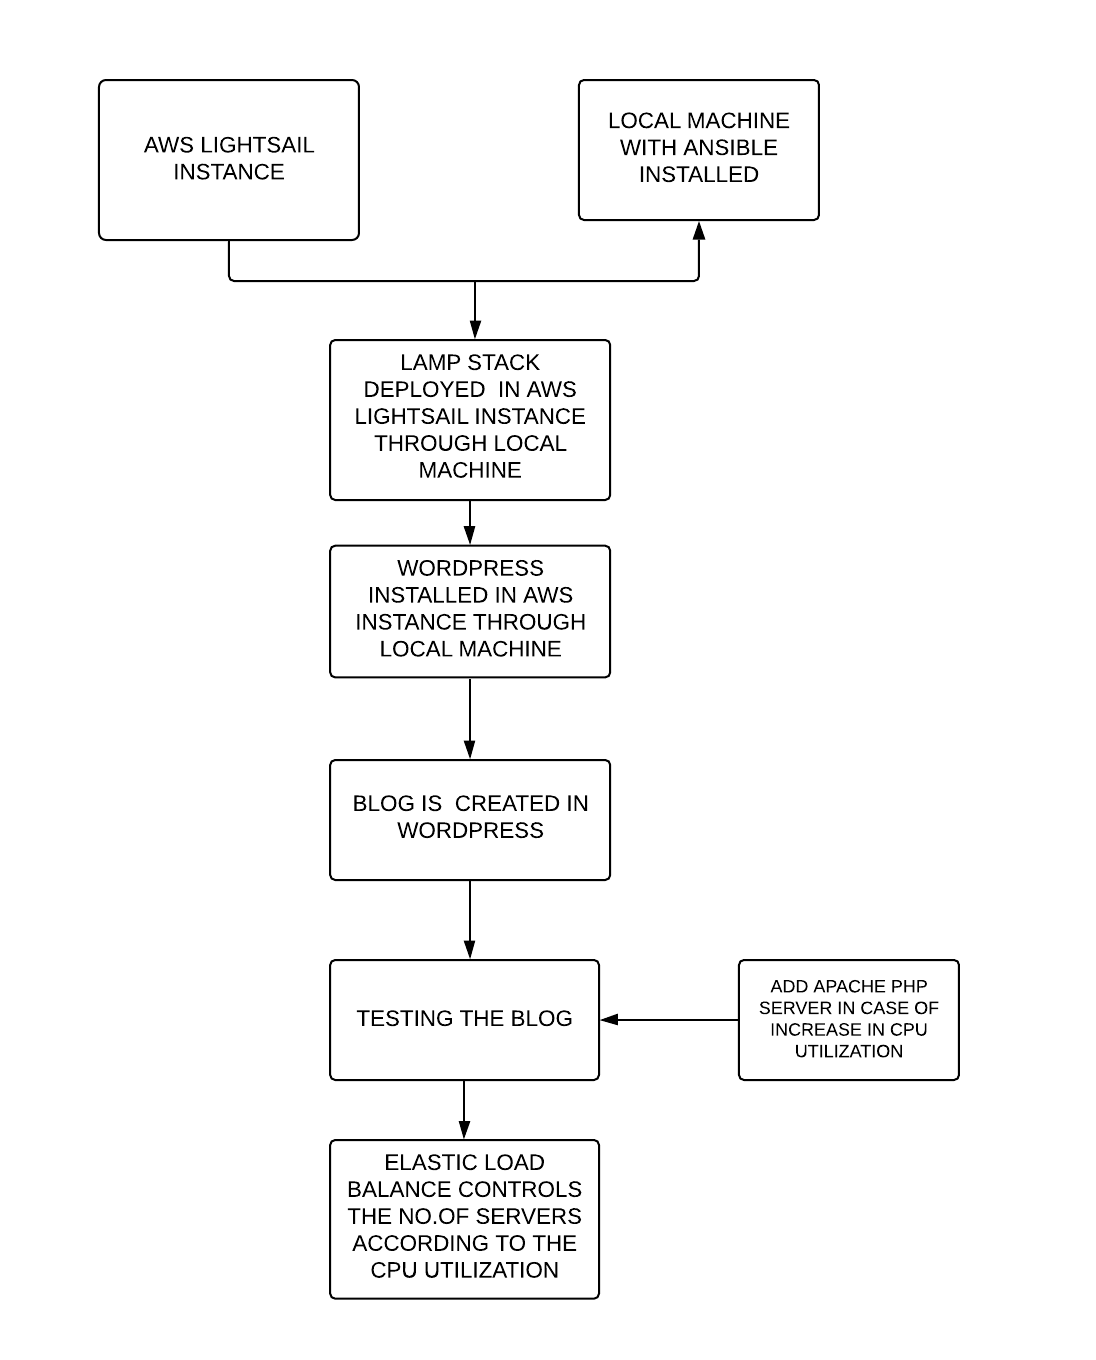 AWS LIGHTSAIL
INSTANCE
LOCAL MACHINE
WITH ANSIBLE
INSTALLED
LAMP STACK
DEPLOYED  IN AWS
LIGHTSAIL INSTANCE
THROUGH LOCAL
MACHINE
WORDPRESS
INSTALLED IN AWS
INSTANCE THROUGH
LOCAL MACHINE
BLOG IS  CREATED IN
WORDPRESS
TESTING THE BLOG
ADD APACHE PHP
SERVER IN CASE OF
INCREASE IN CPU
UTILIZATION
ELASTIC LOAD
BALANCE CONTROLS
THE NO.OF SERVERS
ACCORDING TO THE
CPU UTILIZATION